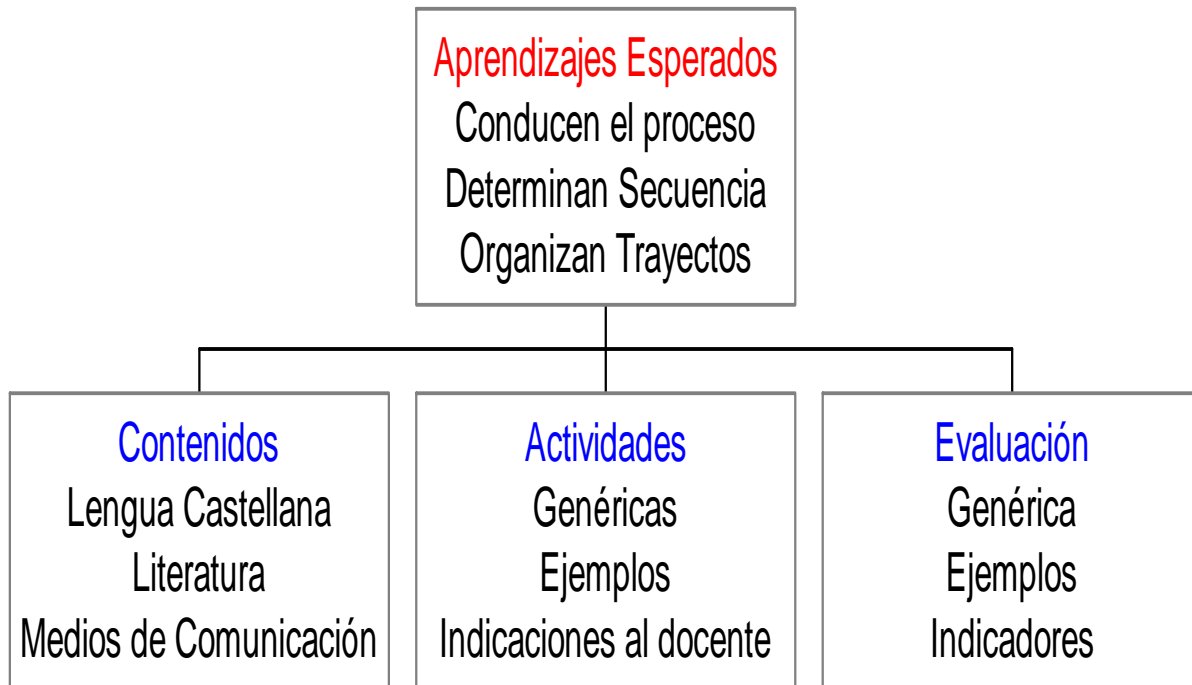 Aprendizajes Esperados
Conducen el proceso
Determinan Secuencia
Organizan Trayectos
Contenidos
Lengua Castellana
Literatura
Medios de Comunicación
Actividades
Genéricas
Ejemplos
Indicaciones al docente
Evaluación
Genérica
Ejemplos
Indicadores